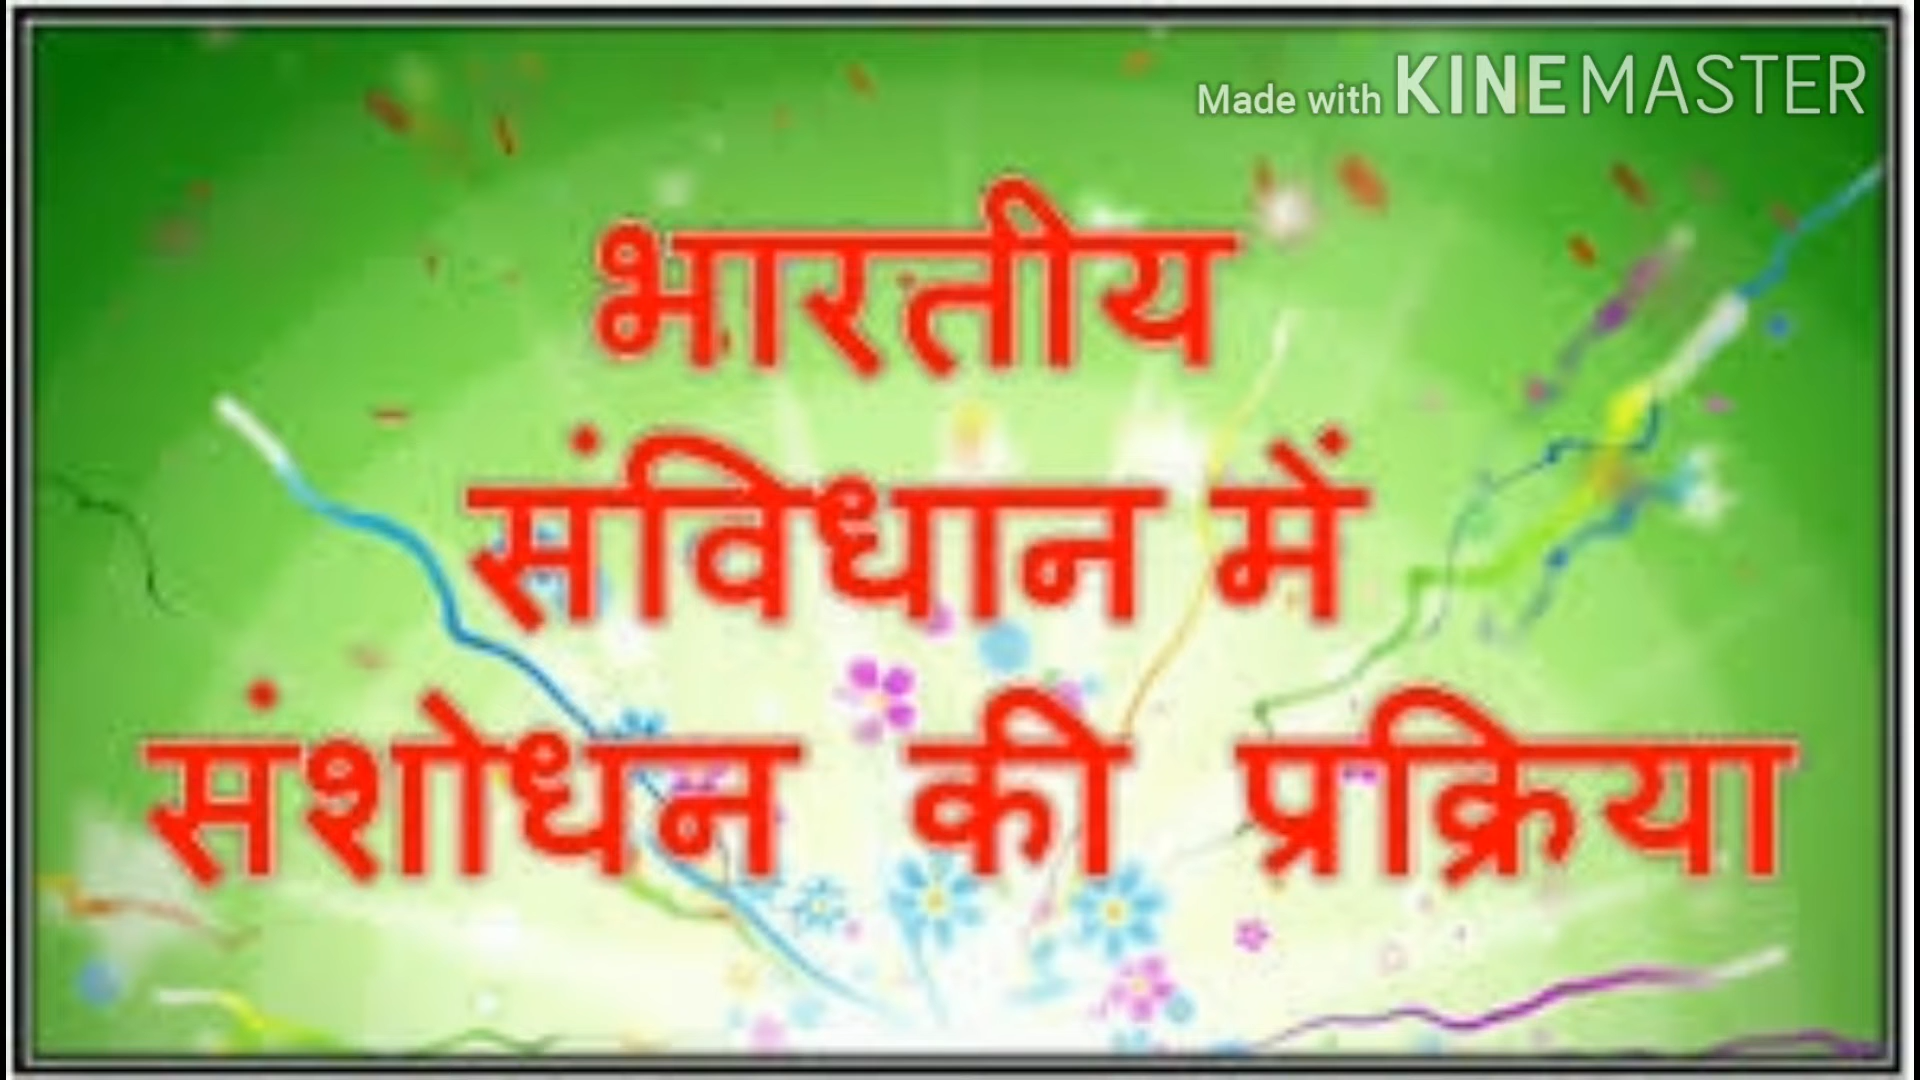 Made with KINEMASTER
भारतीय
संविधान में
संशोधन की प्रक्रिया